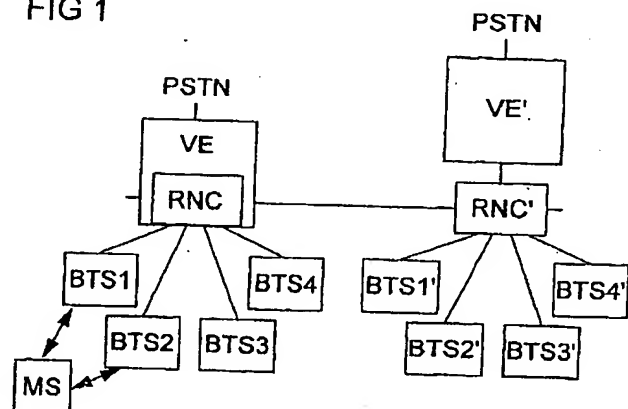 FIG 1
PSTN
PSTN
VE'
VE
RNC
RNC'
BTS1
BTS4
BTS1'
BTS4'
BTS2
BTS3
BTS2'
BTS3'
MS